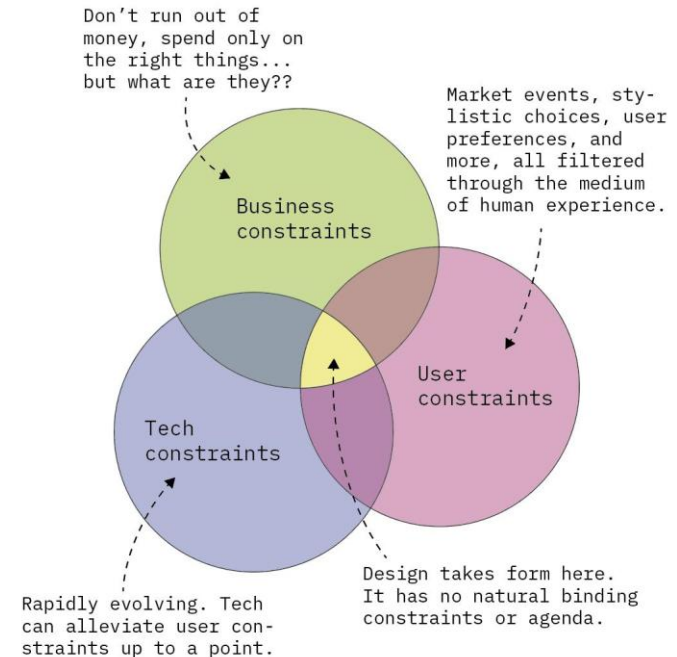 Don’t run out of
money, spend only on
the right things...
but what are they??
Market events, sty-
listic choices, user
preferences, and
more, all filtered
through the medium
of human experience.
Business
constraints
User
constraints
Tech
constraints
Design takes form here.
It has no natural binding
constraints or agenda.
Rapidly evolving. Tech
can alleviate user con-
straints up to a point.